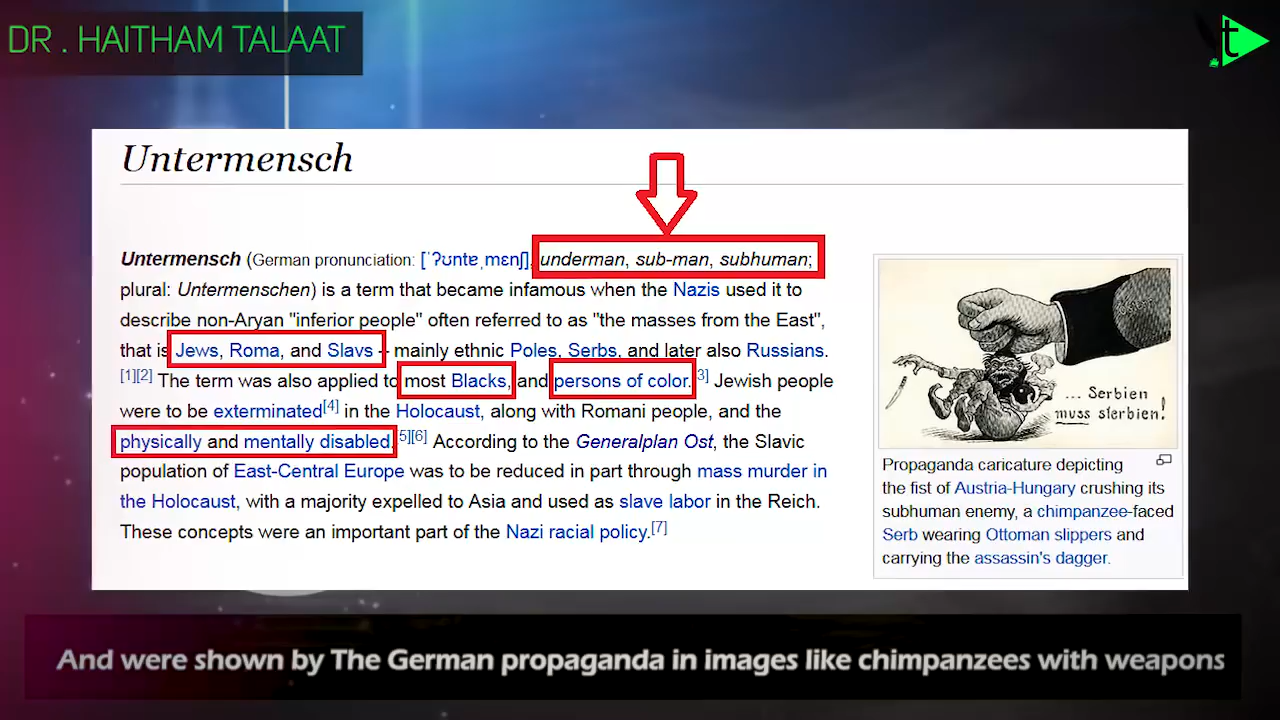 DR . HAITHAM TALAAT
t
Untermensch
Untermensch (German pronunciation: [ˈʔʊntɐˌmɛnʃ], underman, sub-man, subhuman;
plural: Untermenschen) is a term that became infamous when the Nazis used it to
describe non-Aryan "inferior people" often referred to as "the masses from the East",
that is Jews, Roma, and Slavs - mainly ethnic Poles, Serbs, and later also Russians.
[1][2] The term was also applied to most Blacks, and persons of color.[3] Jewish people
were to be exterminated[4] in the Holocaust, along with Romani people, and the
physically and mentally disabled.[5][6] According to the Generalplan Ost, the Slavic
population of East-Central Europe was to be reduced in part through mass murder in
the Holocaust, with a majority expelled to Asia and used as slave labor in the Reich.
These concepts were an important part of the Nazi racial policy.[7]
... Serbien
muss sterbien!
Propaganda caricature depicting
the fist of Austria-Hungary crushing its
subhuman enemy, a chimpanzee-faced
Serb wearing Ottoman slippers and
carrying the assassin's dagger.
And were shown by The German propaganda in images like chimpanzees with weapons